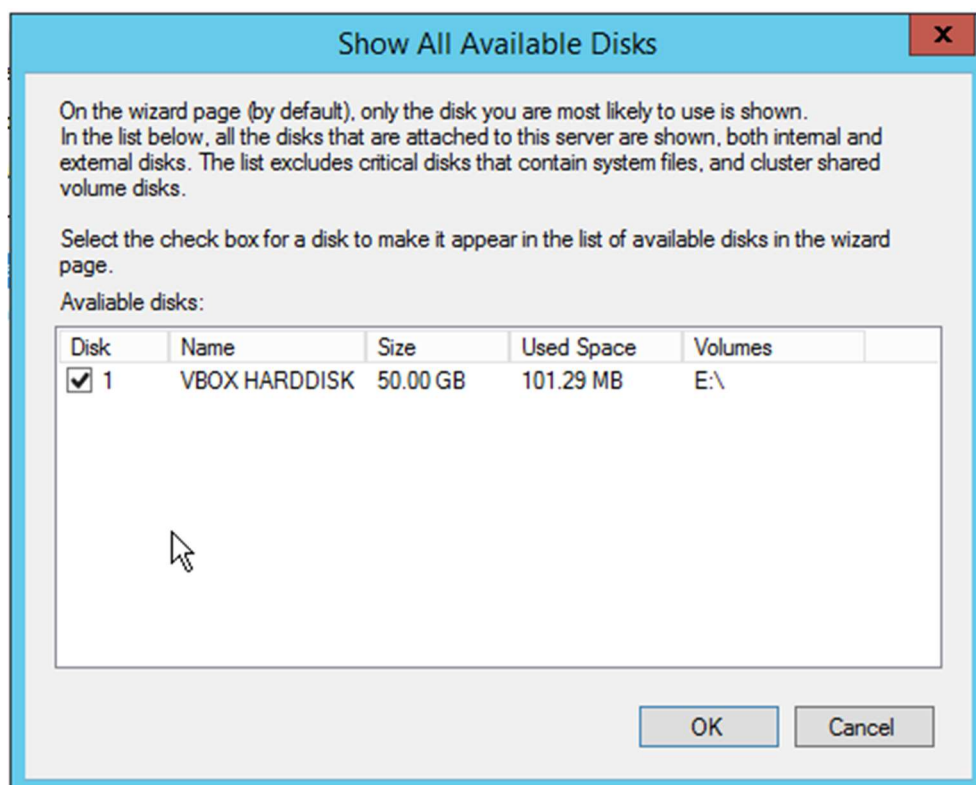 Show All Available Disks
x
On the wizard page (by default), only the disk you are most likely to use is shown.
In the list below, all the disks that are attached to this server are shown, both internal and
external disks. The list excludes critical disks that contain system files, and cluster shared
volume disks.
Select the check box for a disk to make it appear in the list of available disks in the wizard
page.
Avaliable disks:
Disk Name Size Used Space Volumes
1 VBOX HARDDISK 50.00 GB 101.29 MB E:\
OK Cancel